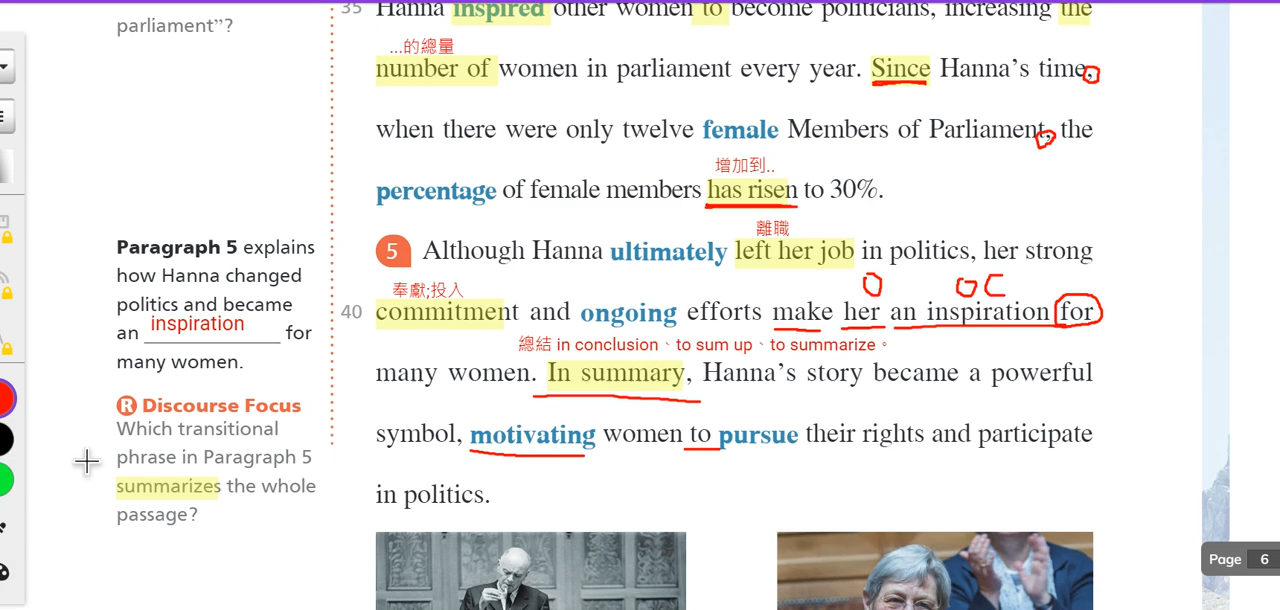 parliament"?
Paragraph 5 explains
how Hanna changed
politics and became
an inspiration for
many women.
R Discourse Focus
Which transitional
phrase in Paragraph 5
summarizes the whole
passage?
35 Hanna inspired other women to become politicians, increasing the
…的總量
number of women in parliament every year. Since Hanna's time,
when there were only twelve female Members of Parliament, the
增加到..
percentage of female members has risen to 30%.
離職
5 Although Hanna ultimately left her job in politics, her strong
奉獻;投入 O O C
40 commitment and ongoing efforts make her an inspiration for
總結 in conclusion、to sum up、to summarize。
many women. In summary, Hanna's story became a powerful
symbol, motivating women to pursue their rights and participate
in politics.
Page 6